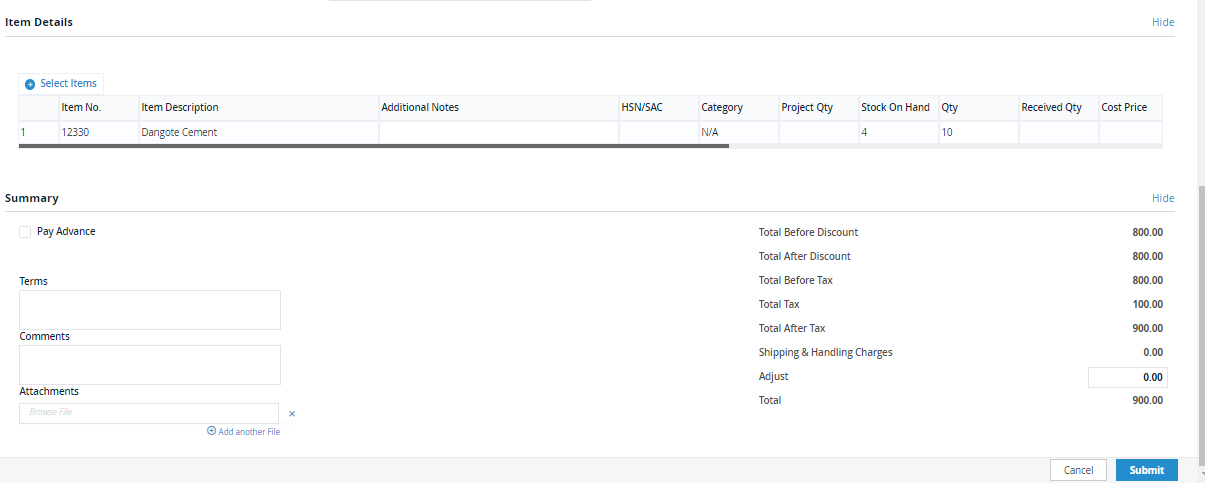 Item Details Hide
Select Items
Item No. Item Description Additional Notes HSN/SAC Category Project Qty Stock On Hand Qty Received Qty Cost Price
1 12330 Dangote Cement N/A 4 10
Summary Hide
Pay Advance
Total Before Discount 800.00
Total After Discount 800.00
Terms
Total Before Tax 800.00
Total Tax 100.00
Total After Tax 900.00
Comments
Shipping & Handling Charges 0.00
Adjust 0.00
Attachments
Total 900.00
Browse File ×
Add another File
Cancel Submit